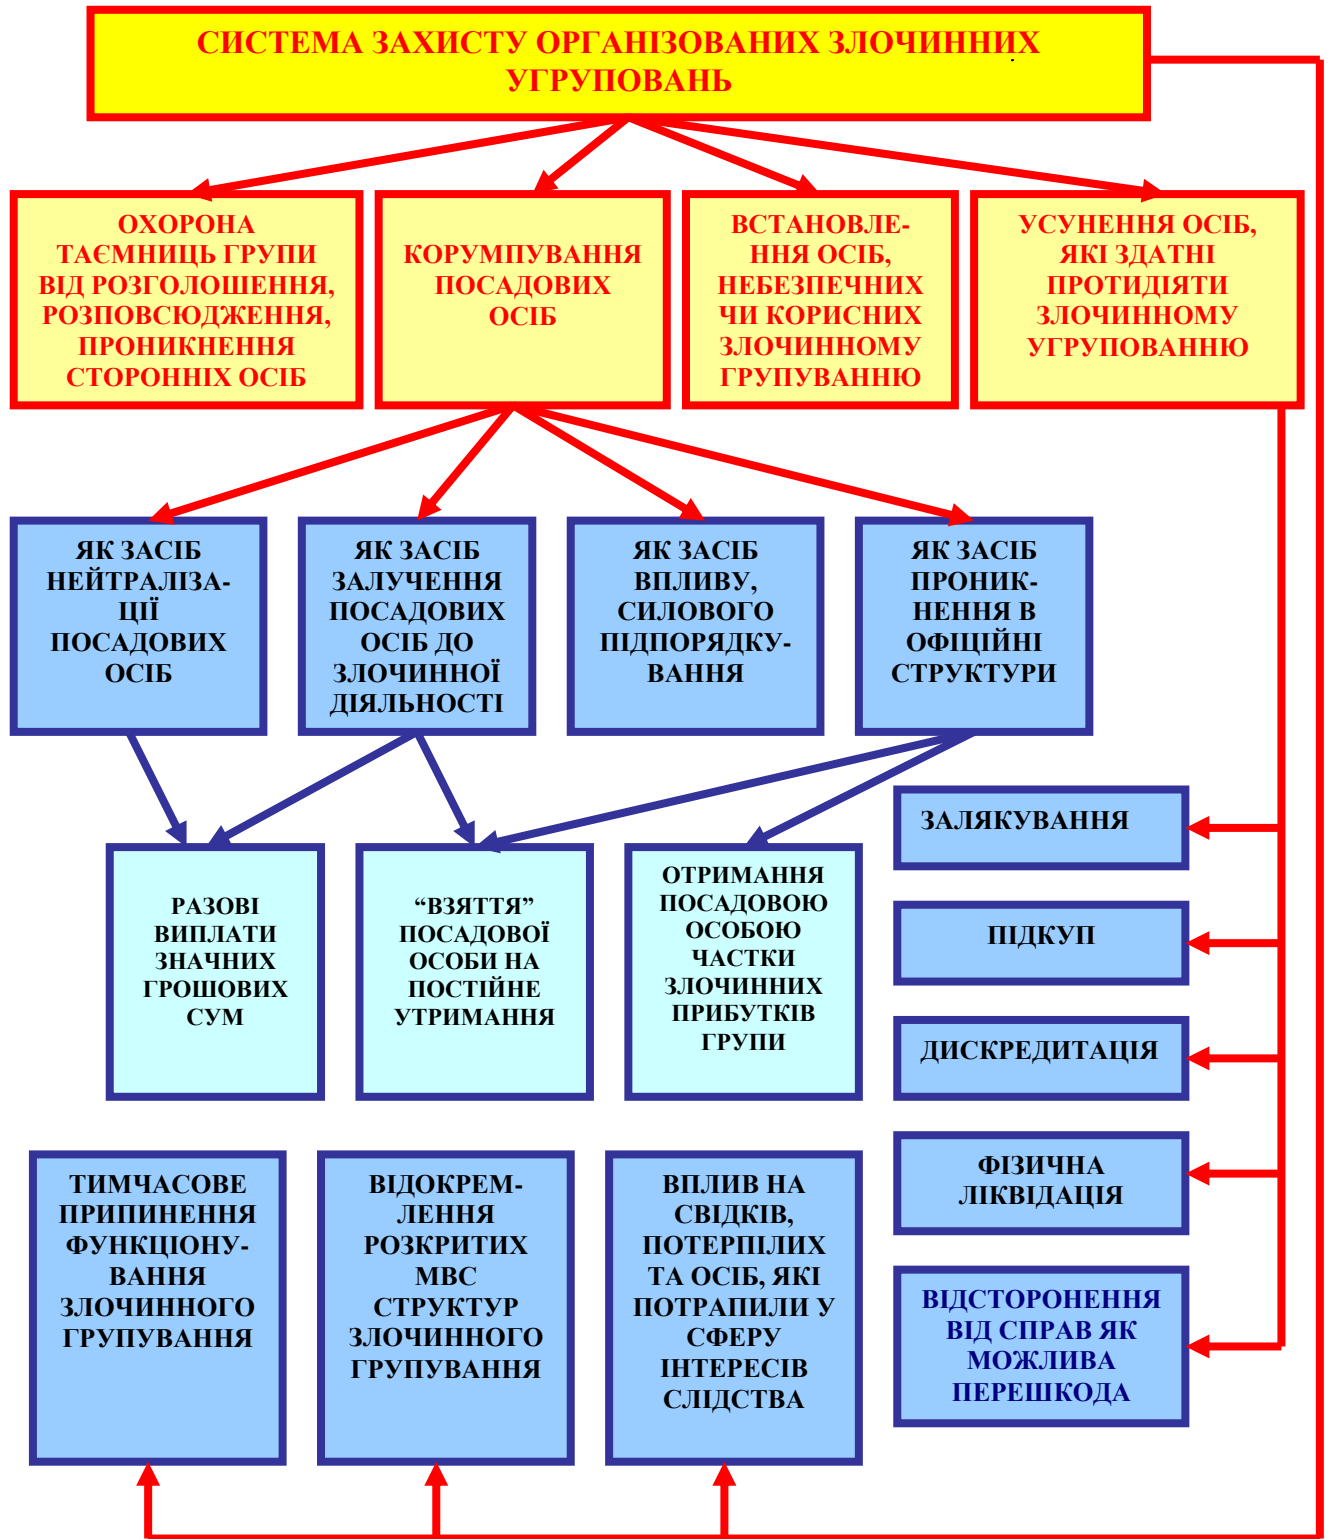 СИСТЕМА ЗАХИСТУ ОРГАНІЗОВАНИХ ЗЛОЧИННИХ
УГРУПОВАНЬ
ОХОРОНА
ТАЄМНИЦЬ ГРУПИ
ВІД РОЗГОЛОШЕННЯ,
РОЗПОВСЮДЖЕННЯ,
ПРОНИКНЕННЯ
СТОРОННІХ ОСІБ
КОРУМПУВАННЯ
ПОСАДОВИХ
ОСІБ
ВСТАНОВЛЕ-
ННЯ ОСІБ,
НЕБЕЗПЕЧНИХ
ЧИ КОРИСНИХ
ЗЛОЧИННОМУ
ГРУПУВАННЮ
УСУНЕННЯ ОСІБ,
ЯКІ ЗДАТНІ
ПРОТИДІЯТИ
ЗЛОЧИННОМУ
УГРУПОВАННЮ
ЯК ЗАСІБ
НЕЙТРАЛІЗА-
ЦІЇ
ПОСАДОВИХ
ОСІБ
ЯК ЗАСІБ
ЗАЛУЧЕННЯ
ПОСАДОВИХ
ОСІБ ДО
ЗЛОЧИННОЇ
ДІЯЛЬНОСТІ
ЯК ЗАСІБ
ВПЛИВУ,
СИЛОВОГО
ПІДПОРЯДКУ-
ВАННЯ
ЯК ЗАСІБ
ПРОНИК-
НЕННЯ В
ОФІЦІЙНІ
СТРУКТУРИ
РАЗОВІ
ВИПЛАТИ
ЗНАЧНИХ
ГРОШОВИХ
СУМ
“ВЗЯТТЯ”
ПОСАДОВОЇ
ОСОБИ НА
ПОСТІЙНЕ
УТРИМАННЯ
ОТРИМАННЯ
ПОСАДОВОЮ
ОСОБОЮ
ЧАСТКИ
ЗЛОЧИННИХ
ПРИБУТКІВ
ГРУПИ
ЗАЛЯКУВАННЯ
ПІДКУП
ДИСКРЕДИТАЦІЯ
ФІЗИЧНА
ЛІКВІДАЦІЯ
ВІДСТОРОНЕННЯ
ВІД СПРАВ ЯК
МОЖЛИВА
ПЕРЕШКОДА
ТИМЧАСОВЕ
ПРИПИНЕННЯ
ФУНКЦІОНУ-
ВАННЯ
ЗЛОЧИННОГО
ГРУПУВАННЯ
ВІДОКРЕМ-
ЛЕННЯ
РОЗКРИТИХ
МВС
СТРУКТУР
ЗЛОЧИННОГО
ГРУПУВАННЯ
ВПЛИВ НА
СВІДКІВ,
ПОТЕРПІЛИХ
ТА ОСІБ, ЯКІ
ПОТРАПИЛИ У
СФЕРУ
ІНТЕРЕСІВ
СЛІДСТВА